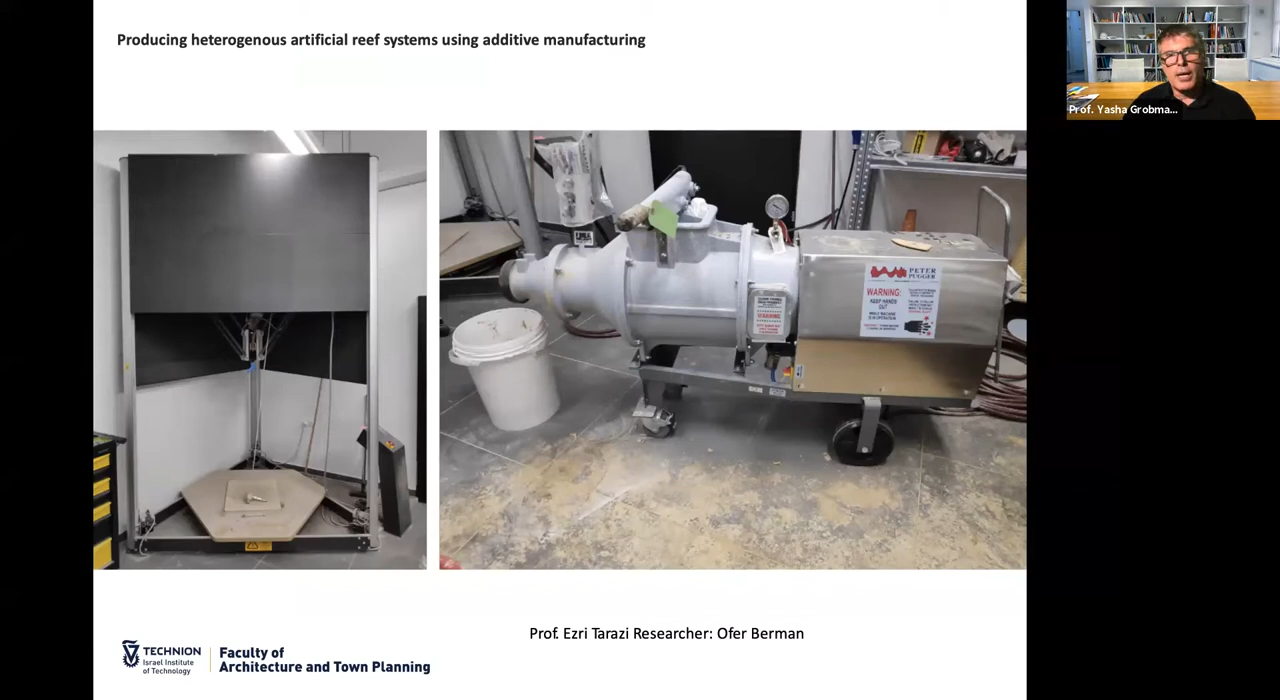 Producing heterogenous artificial reef systems using additive manufacturing
Prof. Yasha Grobma...
PETER
PUGGER
WARNING:
KEEP HANDS
OUT
WHILE MACHINE
IS IN OPERATION
WARNING
Prof. Ezri Tarazi Researcher: Ofer Berman
TECHNION
Israel Institute
of Technology
Faculty of
Architecture and Town Planning